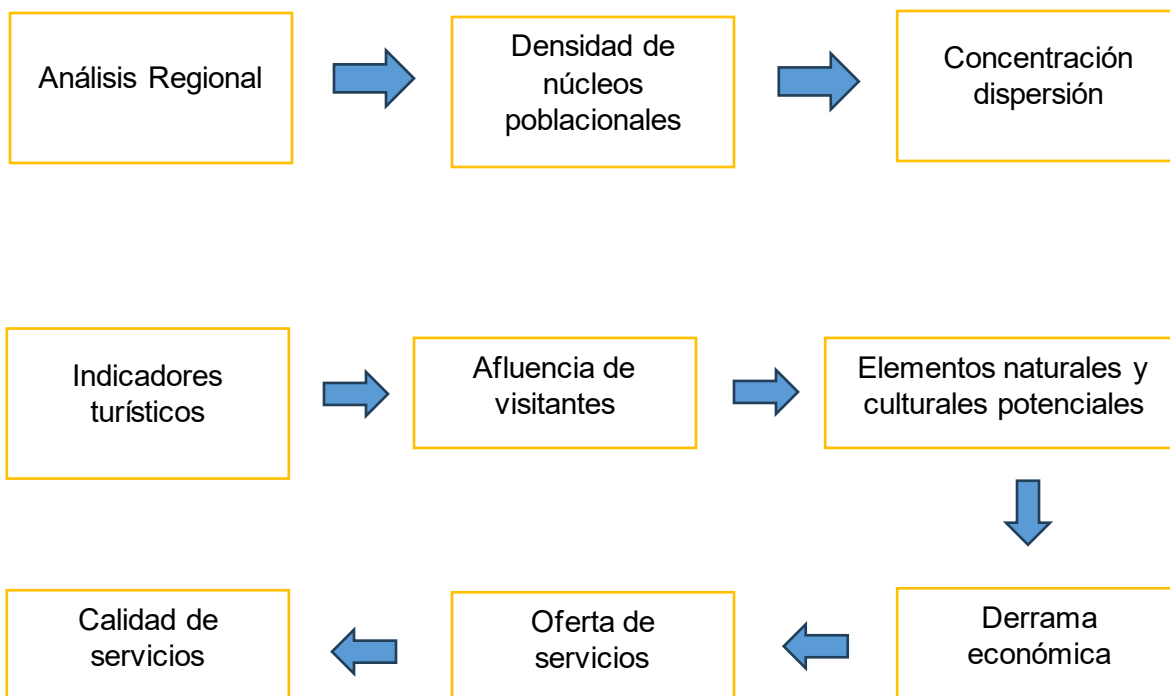 Análisis Regional
Densidad de
núcleos
poblacionales
Concentración
dispersión
Indicadores
turísticos
Afluencia de
visitantes
Elementos naturales y
culturales potenciales
Calidad de
servicios
Oferta de
servicios
Derrama
económica